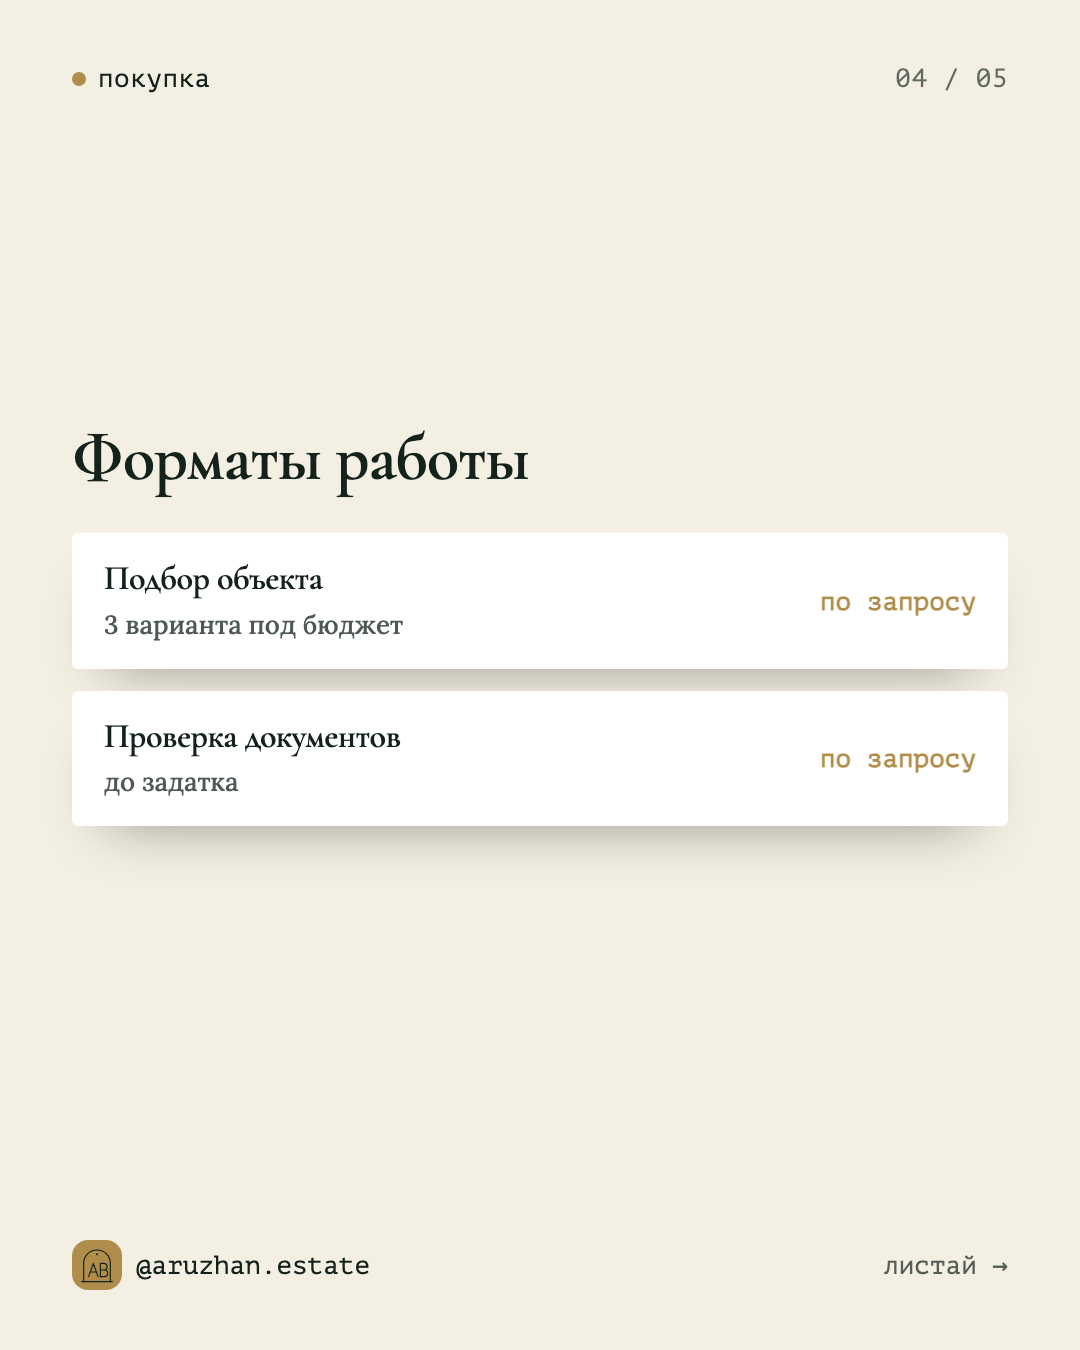 покупка
04 / 05
Форматы работы
Подбор объекта
3 варианта под бюджет
по запросу
Проверка документов
до задатка
по запросу
AB
@aruzhan.estate
листай →